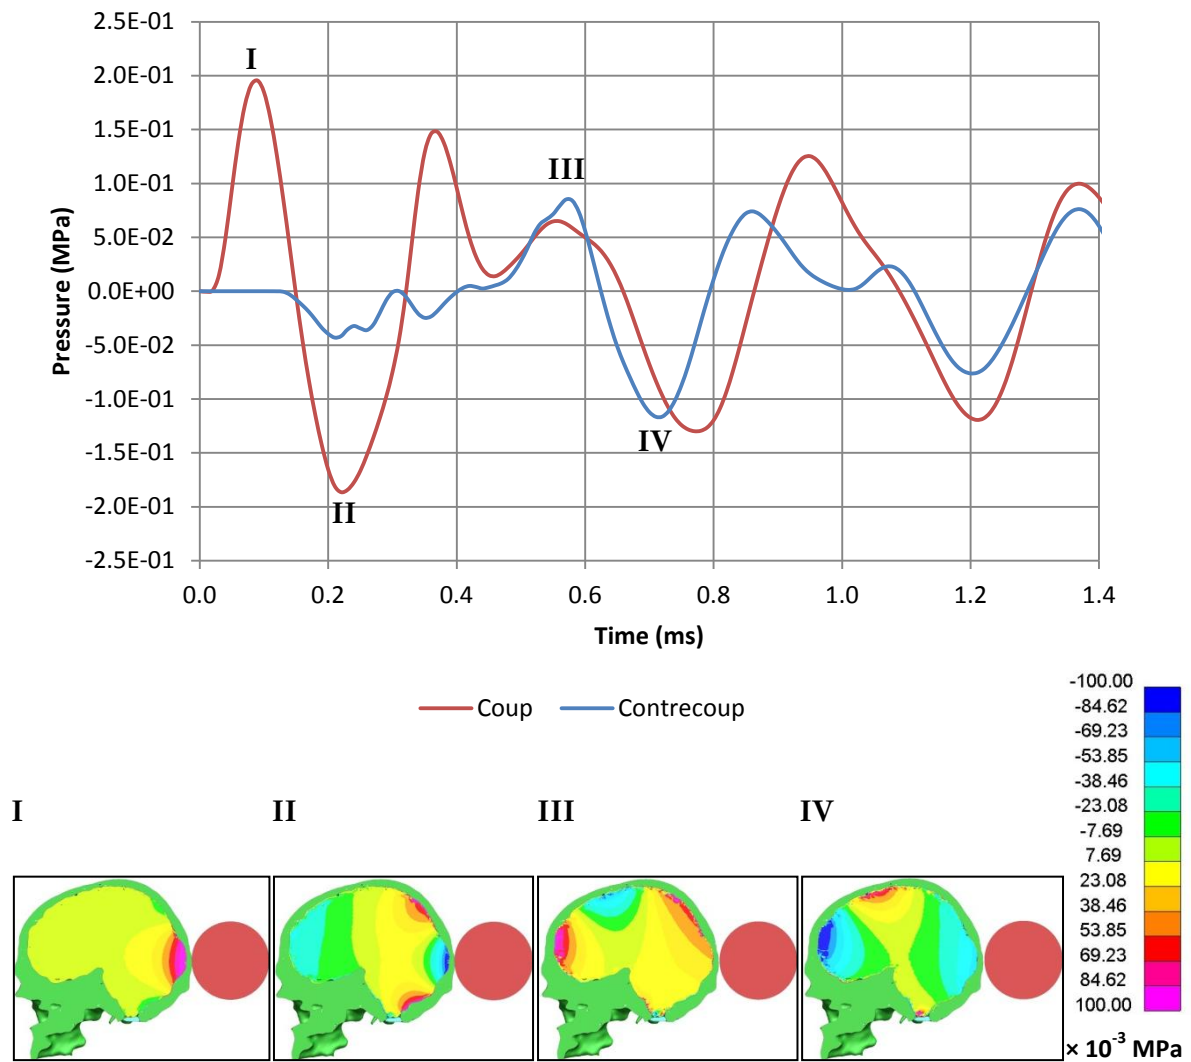 2.5E-01
2.0E-01
1.5E-01
1.0E-01
5.0E-02
0.0E+00
-5.0E-02
-1.0E-01
-1.5E-01
-2.0E-01
-2.5E-01
Pressure (MPa)
I
II
III
IV
0.0 0.2 0.4 0.6 0.8 1.0 1.2 1.4
Time (ms)
Coup Contrecoup
-100.00
-84.62
-69.23
-53.85
-38.46
-23.08
-7.69
7.69
23.08
38.46
53.85
69.23
84.62
100.00
× 10⁻³ MPa
I II III IV